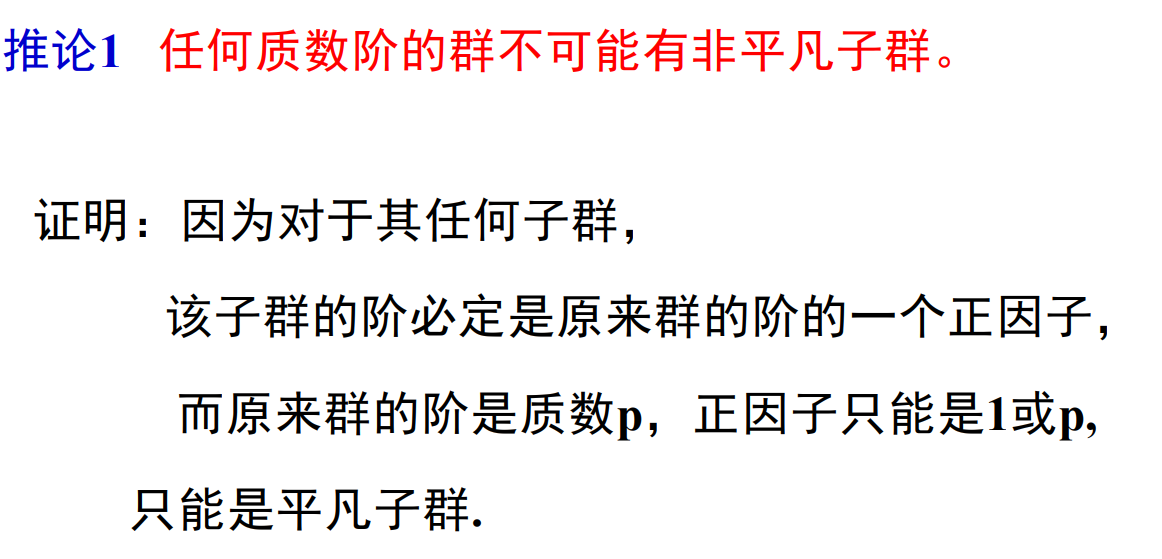 推论1 任何质数阶的群不可能有非平凡子群。
证明：因为对于其任何子群，
该子群的阶必定是原来群的阶的一个正因子，
而原来群的阶是质数p，正因子只能是1或p,
只能是平凡子群.